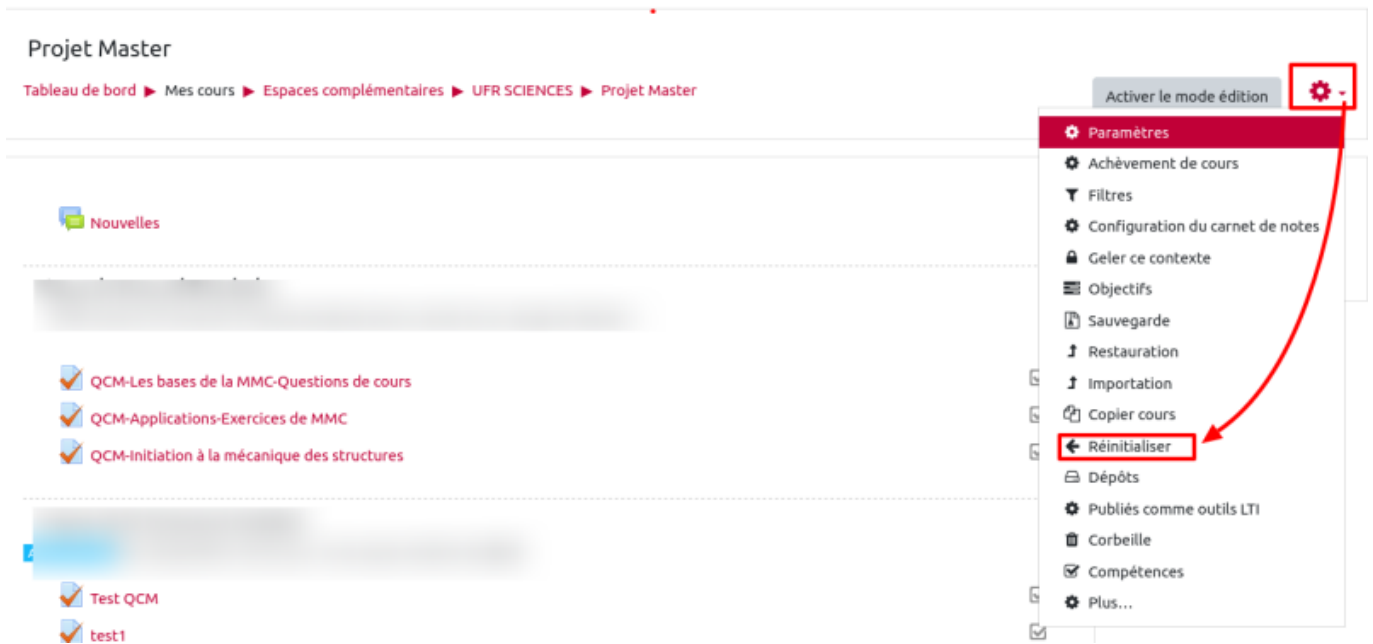 Projet Master
Tableau de bord ▶ Mes cours ▶ Espaces complémentaires ▶ UFR SCIENCES ▶ Projet Master
Activer le mode édition
Paramètres
Achèvement de cours
Filtres
Configuration du carnet de notes
Geler ce contexte
Objectifs
Sauvegarde
Restauration
Importation
Copier cours
Réinitialiser
Dépôts
Publiés comme outils LTI
Corbeille
Compétences
Plus...
Nouvelles
QCM-Les bases de la MMC-Questions de cours
QCM-Applications-Exercices de MMC
QCM-Initiation à la mécanique des structures
Test QCM
test1